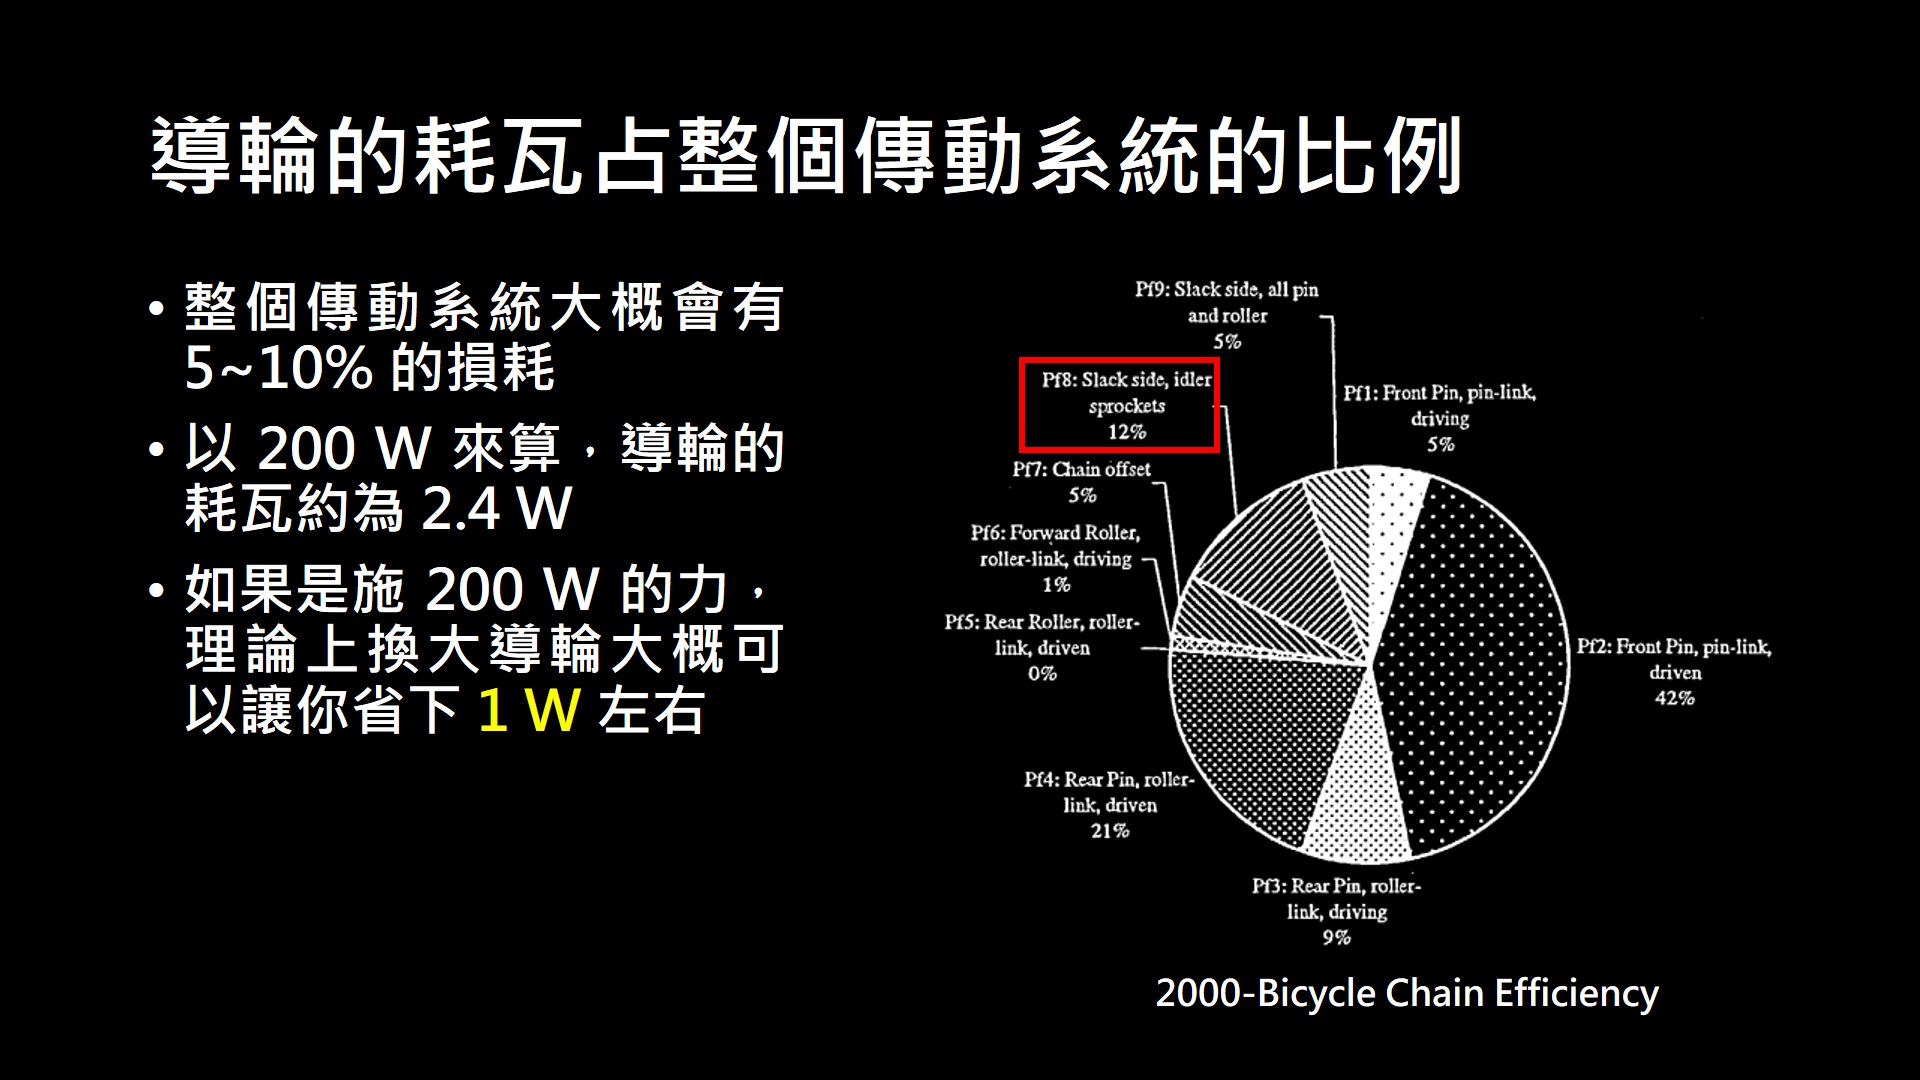 導輪的耗瓦占整個傳動系統的比例
• 整個傳動系統大概會有
5~10% 的損耗
• 以 200 W 來算，導輪的
耗瓦約為 2.4 W
• 如果是施 200 W 的力，
理論上換大導輪大概可
以讓你省下 1 W 左右
Pf9: Slack side, all pin
and roller
5%
Pf8: Slack side, idler
sprockets
12%
Pf1: Front Pin, pin-link,
driving
5%
Pf7: Chain offset
5%
Pf6: Forward Roller,
roller-link, driving
1%
Pf5: Rear Roller, roller-
link, driven
0%
Pf2: Front Pin, pin-link,
driven
42%
Pf4: Rear Pin, roller-
link, driven
21%
Pf3: Rear Pin, roller-
link, driving
9%
2000-Bicycle Chain Efficiency